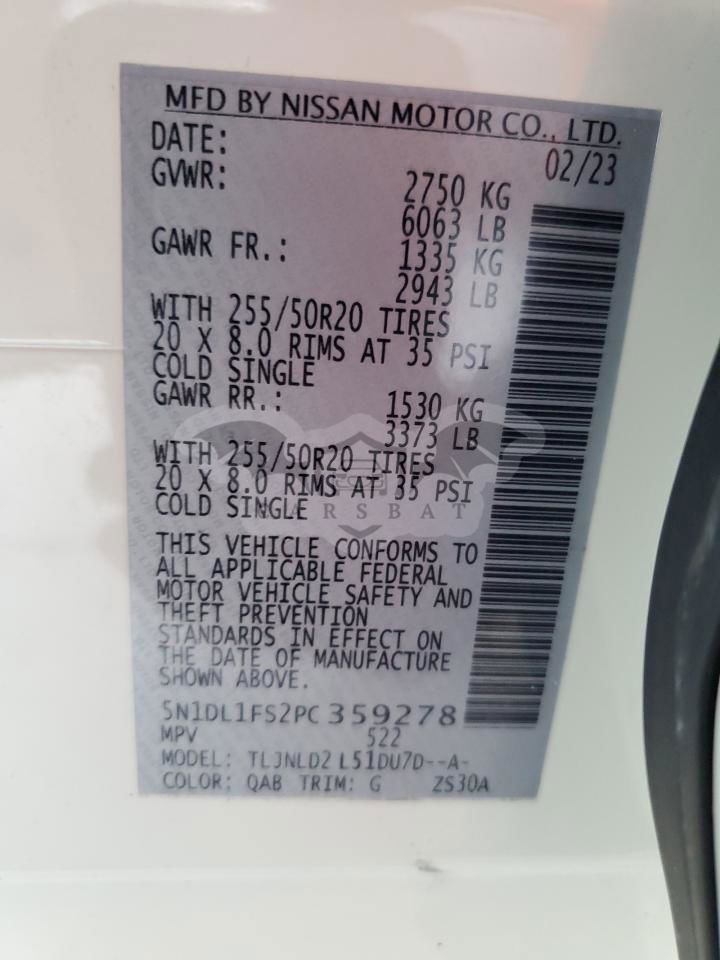 MFD BY NISSAN MOTOR CO., LTD.
DATE: 02/23
GVWR: 2750 KG
6063 LB
GAWR FR.: 1335 KG
2943 LB
WITH 255/50R20 TIRES
20 X 8.0 RIMS AT 35 PSI
COLD SINGLE
GAWR RR.: 1530 KG
3373 LB
WITH 255/50R20 TIRES
20 X 8.0 RIMS AT 35 PSI
COLD SINGLE
THIS VEHICLE CONFORMS TO
ALL APPLICABLE FEDERAL
MOTOR VEHICLE SAFETY AND
THEFT PREVENTION
STANDARDS IN EFFECT ON
THE DATE OF MANUFACTURE
SHOWN ABOVE.
5N1DL1FS2PC359278
MPV 522
MODEL: TLJNLD2 L51DU7D--A-
COLOR: QAB TRIM: G ZS30A